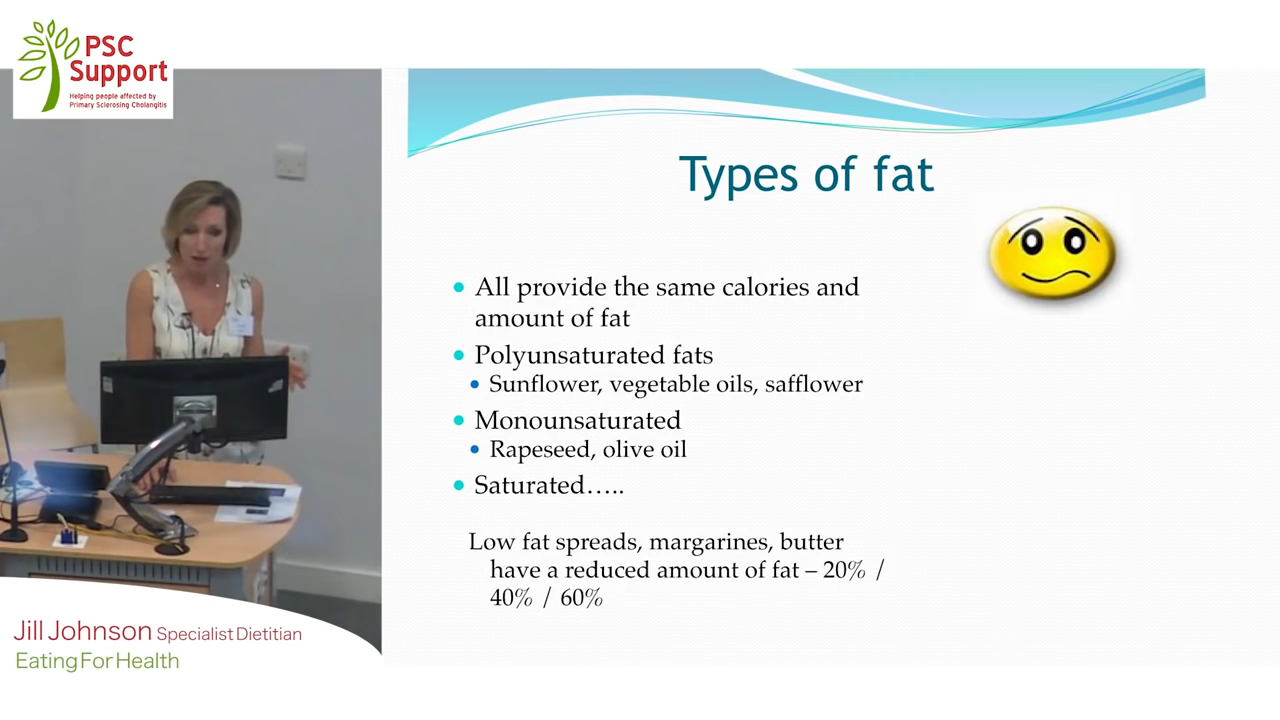 PSC
Support
Helping people affected by
Primary Sclerosing Cholangitis
Types of fat
All provide the same calories and
amount of fat
Polyunsaturated fats
Sunflower, vegetable oils, safflower
Monounsaturated
Rapeseed, olive oil
Saturated…..
Low fat spreads, margarines, butter
have a reduced amount of fat – 20% /
40% / 60%
Jill Johnson Specialist Dietitian
Eating For Health